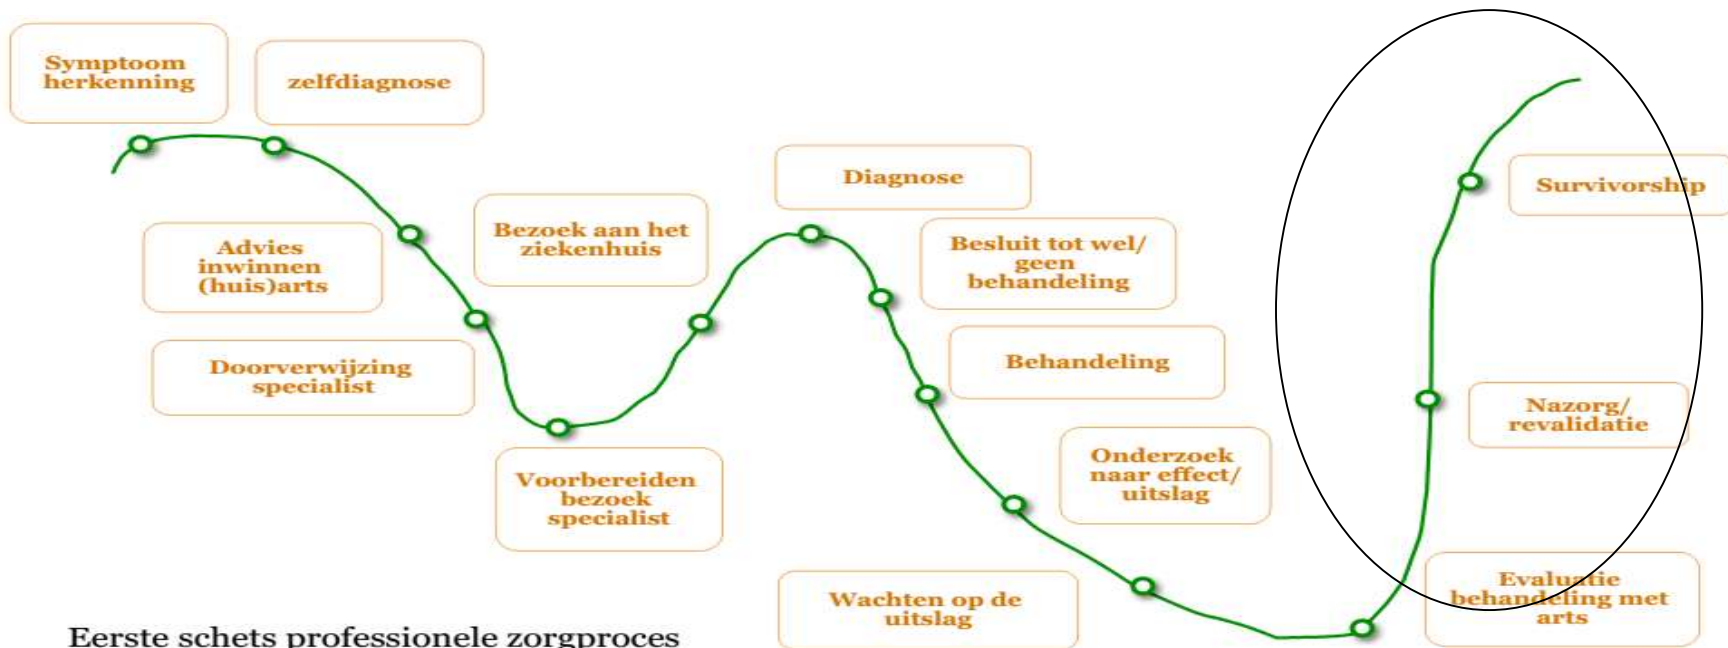 Symptoom
herkenning
zelfdiagnose
Advies
inwinnen
(huis)arts
Doorverwijzing
specialist
Voorbereiden
bezoek
specialist
Bezoek aan het
ziekenhuis
Diagnose
Besluit tot wel/
geen
behandeling
Behandeling
Onderzoek
naar effect/
uitslag
Wachten op de
uitslag
Evaluatie
behandeling met
arts
Nazorg/
revalidatie
Survivorship
Eerste schets professionele zorgproces